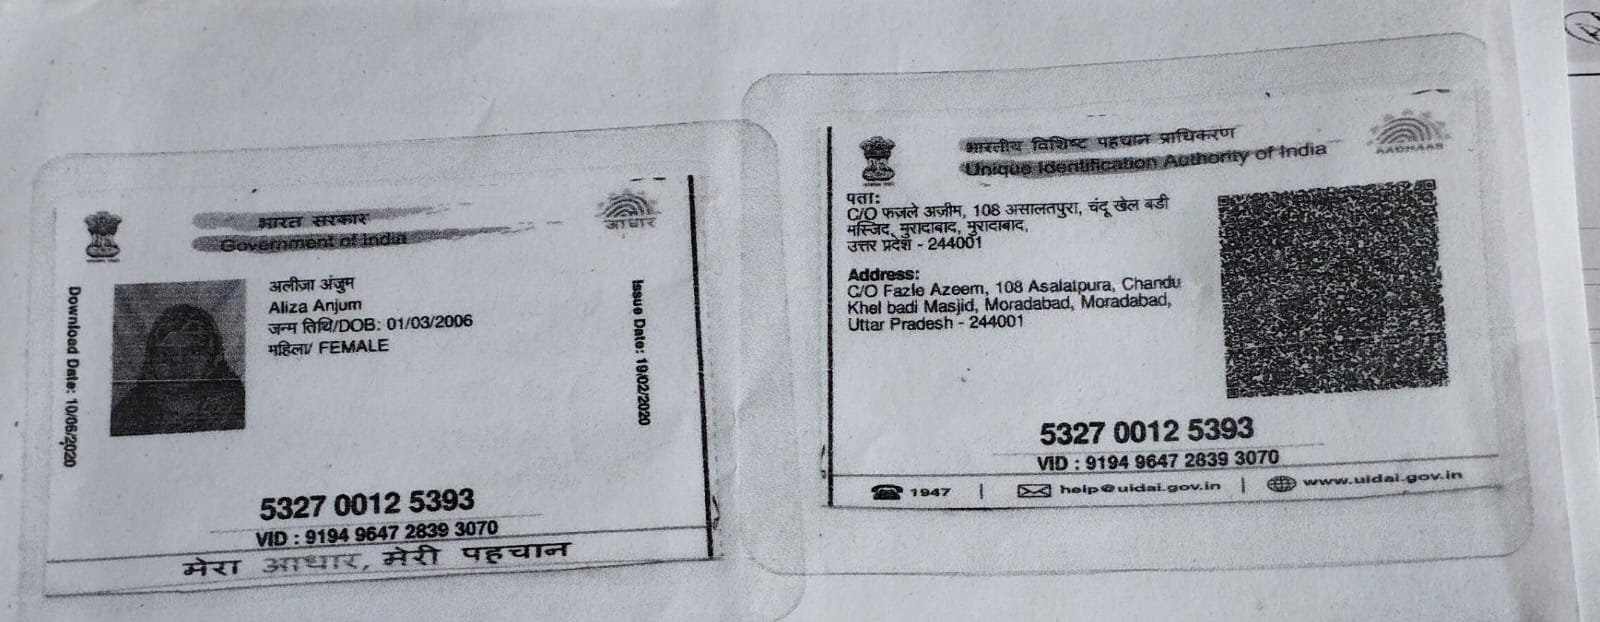 भारत सरकार
Government of India
आधार
Download Date: 10/06/2020
अलीजा अंजुम
Aliza Anjum
जन्म तिथि/DOB: 01/03/2006
महिला/ FEMALE
Issue Date: 19/02/2020
5327 0012 5393
VID : 9194 9647 2839 3070
मेरा आधार, मेरी पहचान
भारतीय विशिष्ट पहचान प्राधिकरण
Unique Identification Authority of India
AADHAAR
पता:
C/O फज़ले अज़ीम, 108 असालतपुरा, चंदू खेल बडी
मस्जिद, मुरादाबाद, मुरादाबाद,
उत्तर प्रदेश - 244001
Address:
C/O Fazle Azeem, 108 Asalatpura, Chandu
Khel badi Masjid, Moradabad, Moradabad,
Uttar Pradesh - 244001
5327 0012 5393
VID : 9194 9647 2839 3070
1947 | help@uidai.gov.in | www.uidai.gov.in